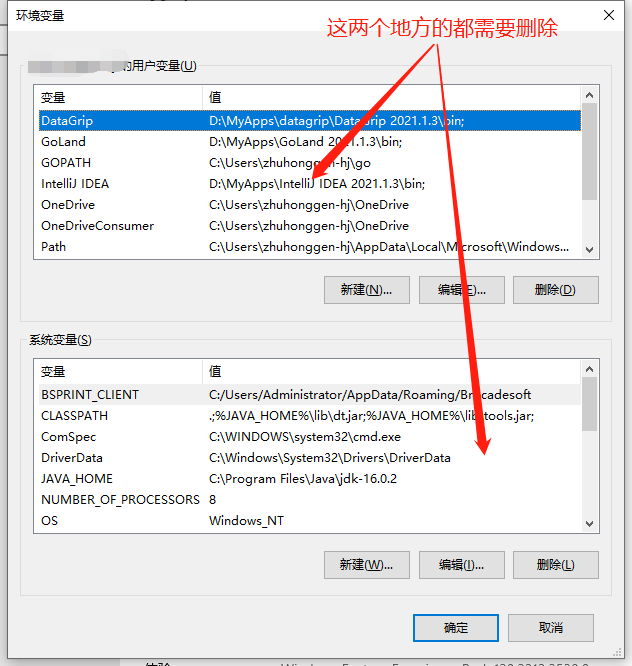 环境变量
这两个地方的都需要删除
的用户变量(U)
变量 值
DataGrip D:\MyApps\datagrip\DataGrip 2021.1.3\bin;
GoLand D:\MyApps\GoLand 2021.1.3\bin;
GOPATH C:\Users\zhuhonggen-hj\go
IntelliJ IDEA D:\MyApps\IntelliJ IDEA 2021.1.3\bin;
OneDrive C:\Users\zhuhonggen-hj\OneDrive
OneDriveConsumer C:\Users\zhuhonggen-hj\OneDrive
Path C:\Users\zhuhonggen-hj\AppData\Local\Microsoft\Windows...
新建(N)... 编辑(E)... 删除(D)
系统变量(S)
变量 值
BSPRINT_CLIENT C:/Users/Administrator/AppData/Roaming/Brocadesoft
CLASSPATH .;%JAVA_HOME%\lib\dt.jar;%JAVA_HOME%\lib\tools.jar;
ComSpec C:\WINDOWS\system32\cmd.exe
DriverData C:\Windows\System32\Drivers\DriverData
JAVA_HOME C:\Program Files\Java\jdk-16.0.2
NUMBER_OF_PROCESSORS 8
OS Windows_NT
新建(W)... 编辑(I)... 删除(L)
确定 取消